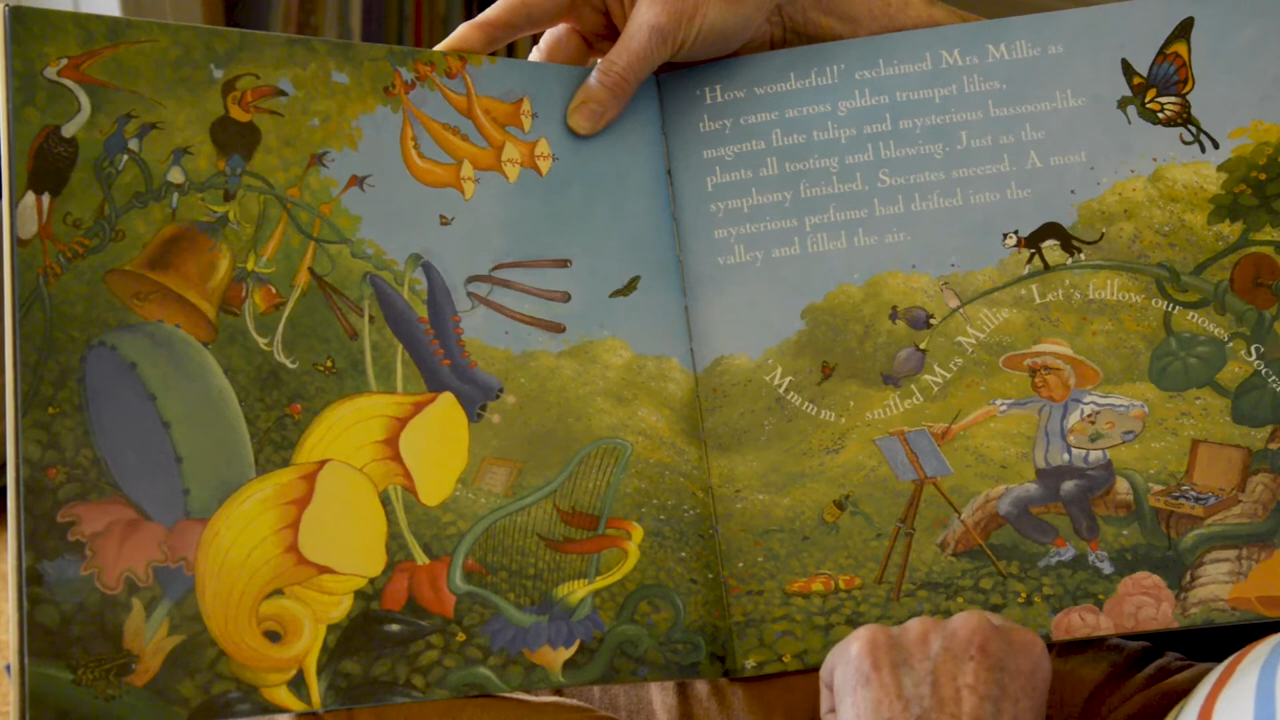 'How wonderful!' exclaimed Mrs Millie as
they came across golden trumpet lilies,
magenta flute tulips and mysterious bassoon-like
plants all tooting and blowing. Just as the
symphony finished, Socrates sneezed. A most
mysterious perfume had drifted into the
valley and filled the air.
'Mmmm,' sniffed Mrs Millie. 'Let's follow our noses,